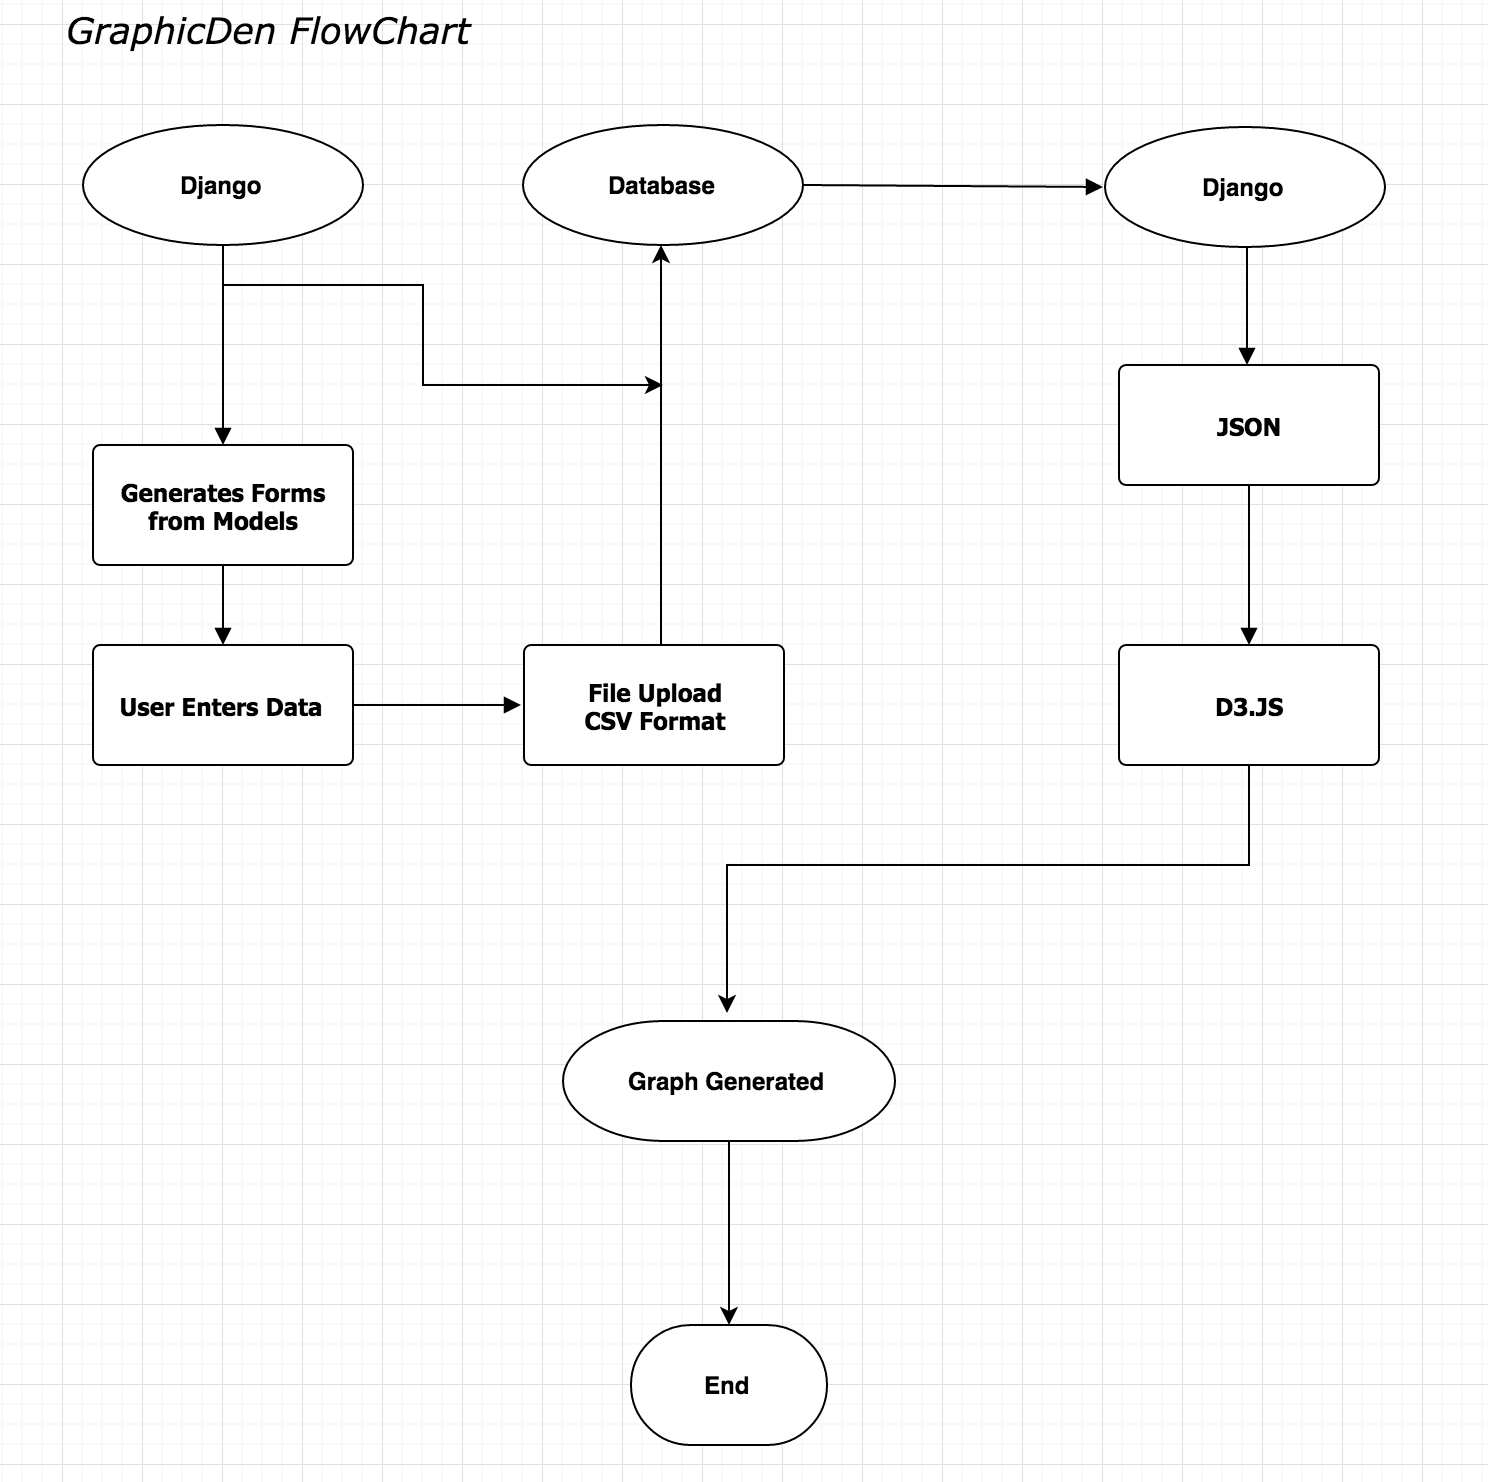 GraphicDen FlowChart
Django
Database
Django
JSON
Generates Forms
from Models
User Enters Data
File Upload
CSV Format
D3.JS
Graph Generated
End